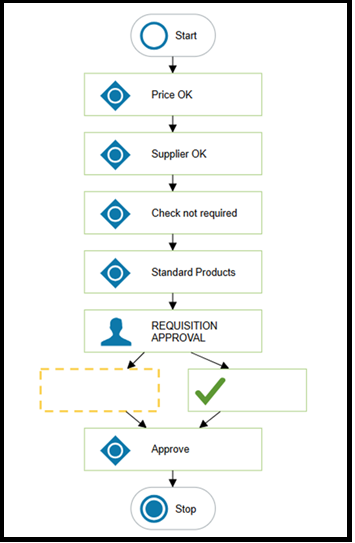 Start
Price OK
Supplier OK
Check not required
Standard Products
REQUISITION
APPROVAL
Approve
Stop